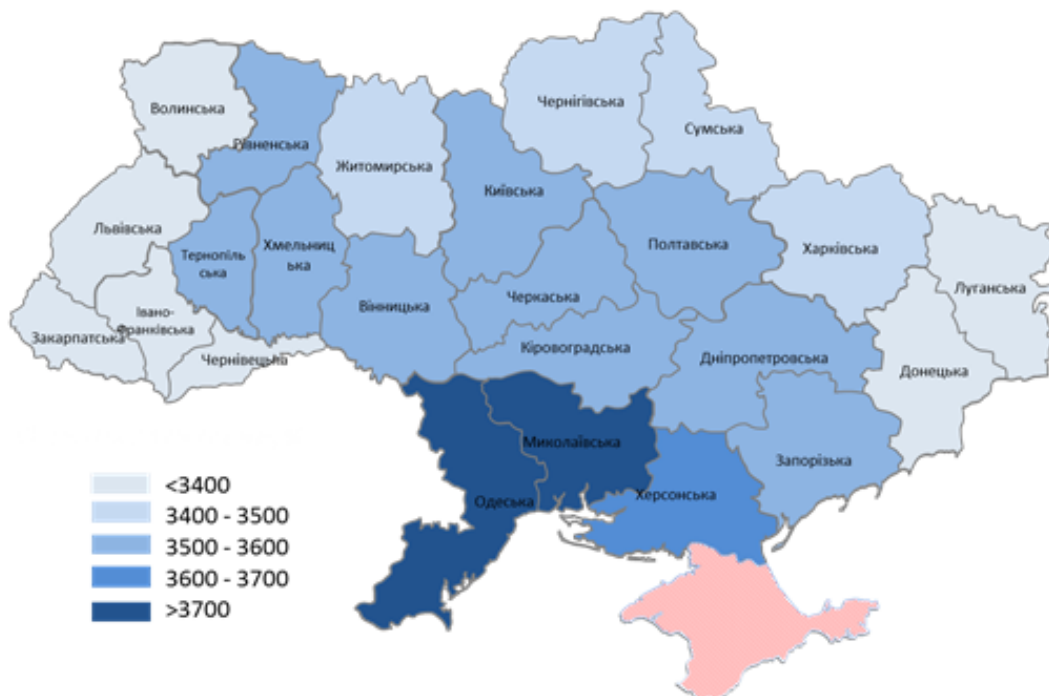 Волинська
Рівненська
Житомирська
Чернігівська
Сумська
Львівська
Тернопіль
ська
Хмельниц
ька
Київська
Полтавська
Харківська
Луганська
Закарпатська
Івано-
Франківська
Чернівецька
Вінницька
Черкаська
Кіровоградська
Дніпропетровська
Донецька
Миколаївська
Одеська
Херсонська
Запорізька
<3400
3400 - 3500
3500 - 3600
3600 - 3700
>3700